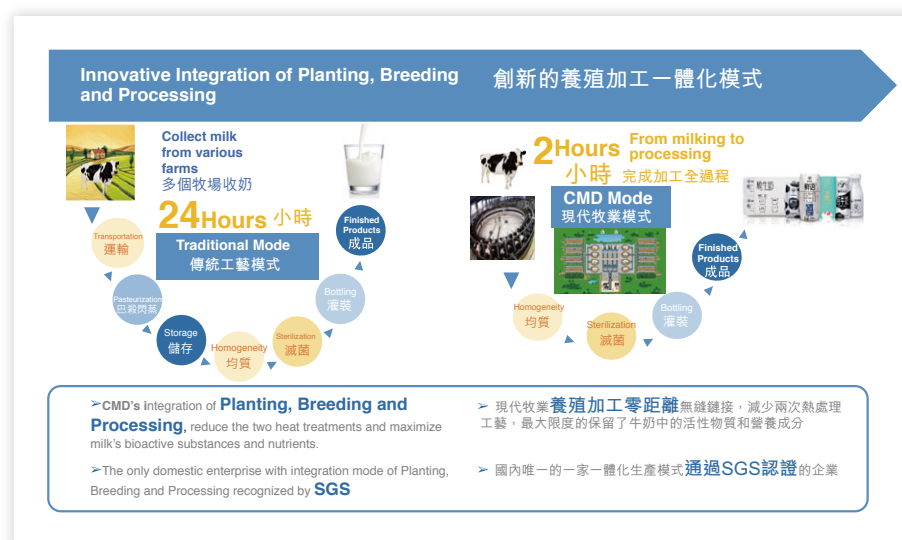 Innovative Integration of Planting, Breeding
and Processing
創新的養殖加工一體化模式
Collect milk
from various
farms
多個牧場收奶
24Hours 小時
Traditional Mode
傳統工藝模式
Transportation
運輸
Pasteurization
巴殺閃蒸
Storage
儲存
Homogeneity
均質
Sterilization
滅菌
Bottling
灌裝
Finished
Products
成品
2Hours
小時
From milking to
processing
完成加工全過程
CMD Mode
現代牧業模式
Homogeneity
均質
Sterilization
滅菌
Bottling
灌裝
Finished
Products
成品
➢CMD's integration of Planting, Breeding and
Processing, reduce the two heat treatments and maximize
milk's bioactive substances and nutrients.
➢The only domestic enterprise with integration mode of Planting,
Breeding and Processing recognized by SGS
➢ 現代牧業養殖加工零距離無縫鏈接，減少兩次熱處理
工藝，最大限度的保留了牛奶中的活性物質和營養成分
➢ 國內唯一的一家一體化生產模式通過SGS認證的企業